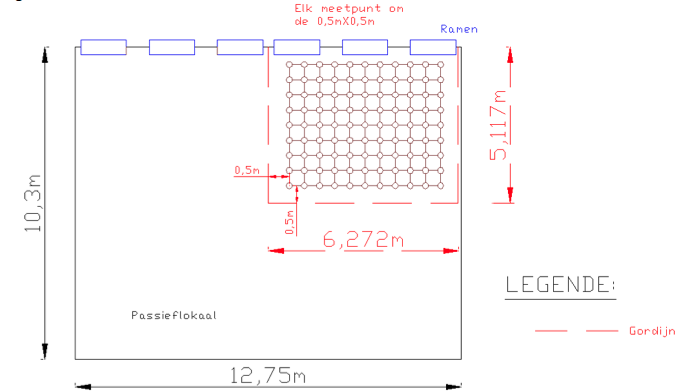 Elk meetpunt om
de 0,5mX0,5m
Ramen
5,117m
10,3m
0,5m
0,5m
6,272m
LEGENDE:
Passieflokaal
Gordijn
12,75m